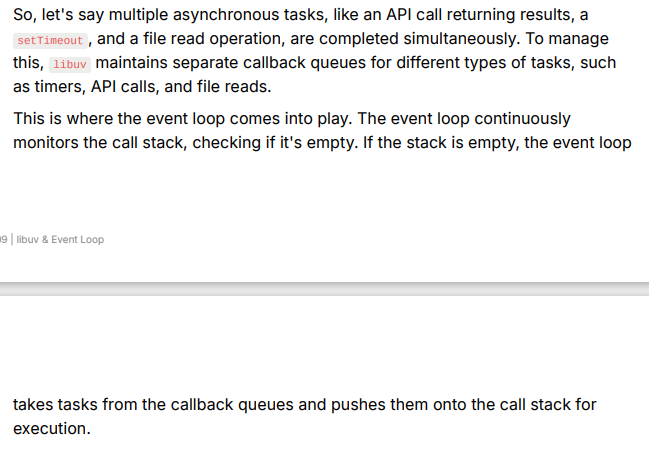 So, let's say multiple asynchronous tasks, like an API call returning results, a
setTimeout , and a file read operation, are completed simultaneously. To manage
this, libuv maintains separate callback queues for different types of tasks, such
as timers, API calls, and file reads.
This is where the event loop comes into play. The event loop continuously
monitors the call stack, checking if it's empty. If the stack is empty, the event loop
9 | libuv & Event Loop
takes tasks from the callback queues and pushes them onto the call stack for
execution.